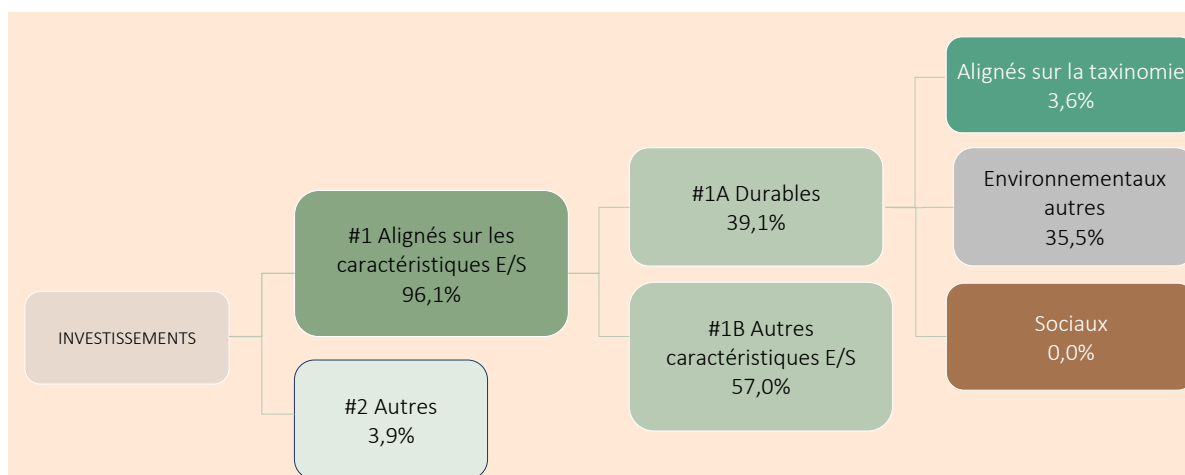 INVESTISSEMENTS
#1 Alignés sur les
caractéristiques E/S
96,1%
#2 Autres
3,9%
#1A Durables
39,1%
#1B Autres
caractéristiques E/S
57,0%
Alignés sur la taxinomie
3,6%
Environnementaux
autres
35,5%
Sociaux
0,0%